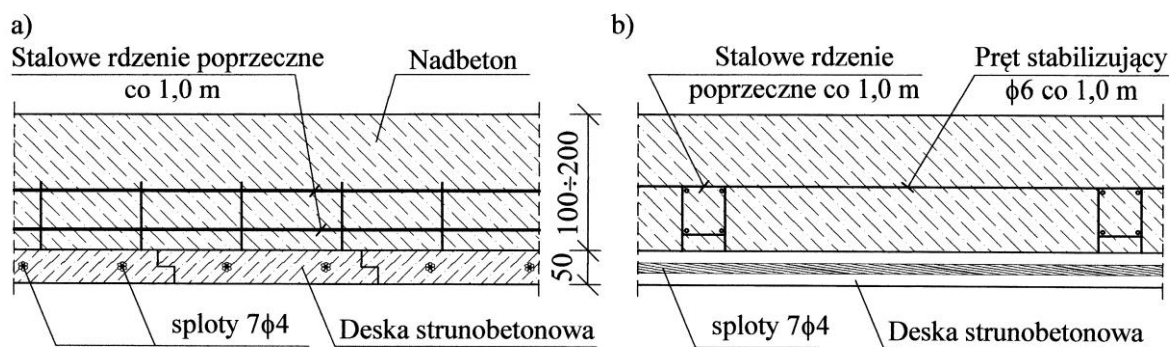 a)
Stalowe rdzenie poprzeczne
co 1,0 m
Nadbeton
100÷200
50
sploty 7ϕ4
Deska strunobetonowa
b)
Stalowe rdzenie
poprzeczne co 1,0 m
Pręt stabilizujący
ϕ6 co 1,0 m
sploty 7ϕ4
Deska strunobetonowa